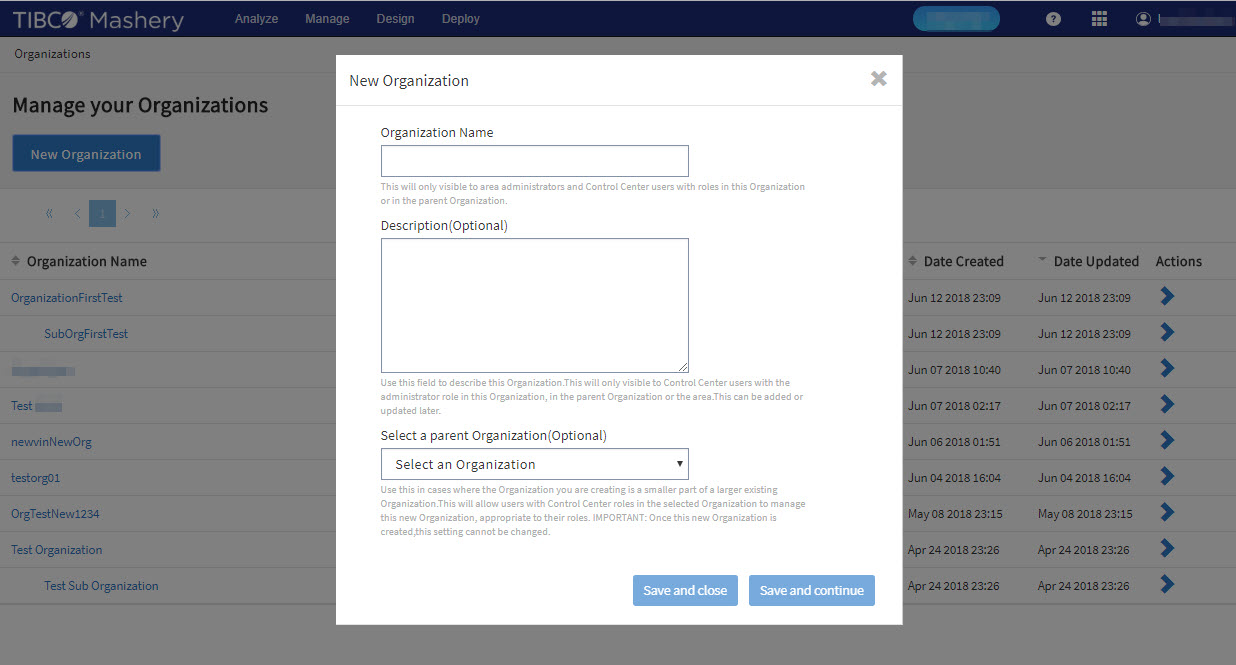 TIBCO® Mashery Analyze Manage Design Deploy ?
Organizations
Manage your Organizations
New Organization
« < 1 > »
Organization Name Date Created Date Updated Actions
OrganizationFirstTest Jun 12 2018 23:09 Jun 12 2018 23:09
SubOrgFirstTest Jun 12 2018 23:09 Jun 12 2018 23:09
Jun 07 2018 10:40 Jun 07 2018 10:40
Test Jun 07 2018 02:17 Jun 07 2018 02:17
newvinNewOrg Jun 06 2018 01:51 Jun 06 2018 01:51
testorg01 Jun 04 2018 16:04 Jun 04 2018 16:04
OrgTestNew1234 May 08 2018 23:15 May 08 2018 23:15
Test Organization Apr 24 2018 23:26 Apr 24 2018 23:26
Test Sub Organization Apr 24 2018 23:26 Apr 24 2018 23:26
New Organization
Organization Name
This will only visible to area administrators and Control Center users with roles in this Organization
or in the parent Organization.
Description(Optional)
Use this field to describe this Organization.This will only visible to Control Center users with the
administrator role in this Organization, in the parent Organization or the area.This can be added or
updated later.
Select a parent Organization(Optional)
Select an Organization
Use this in cases where the Organization you are creating is a smaller part of a larger existing
Organization.This will allow users with Control Center roles in the selected Organization to manage
this new Organization, appropriate to their roles. IMPORTANT: Once this new Organization is
created,this setting cannot be changed.
Save and close Save and continue